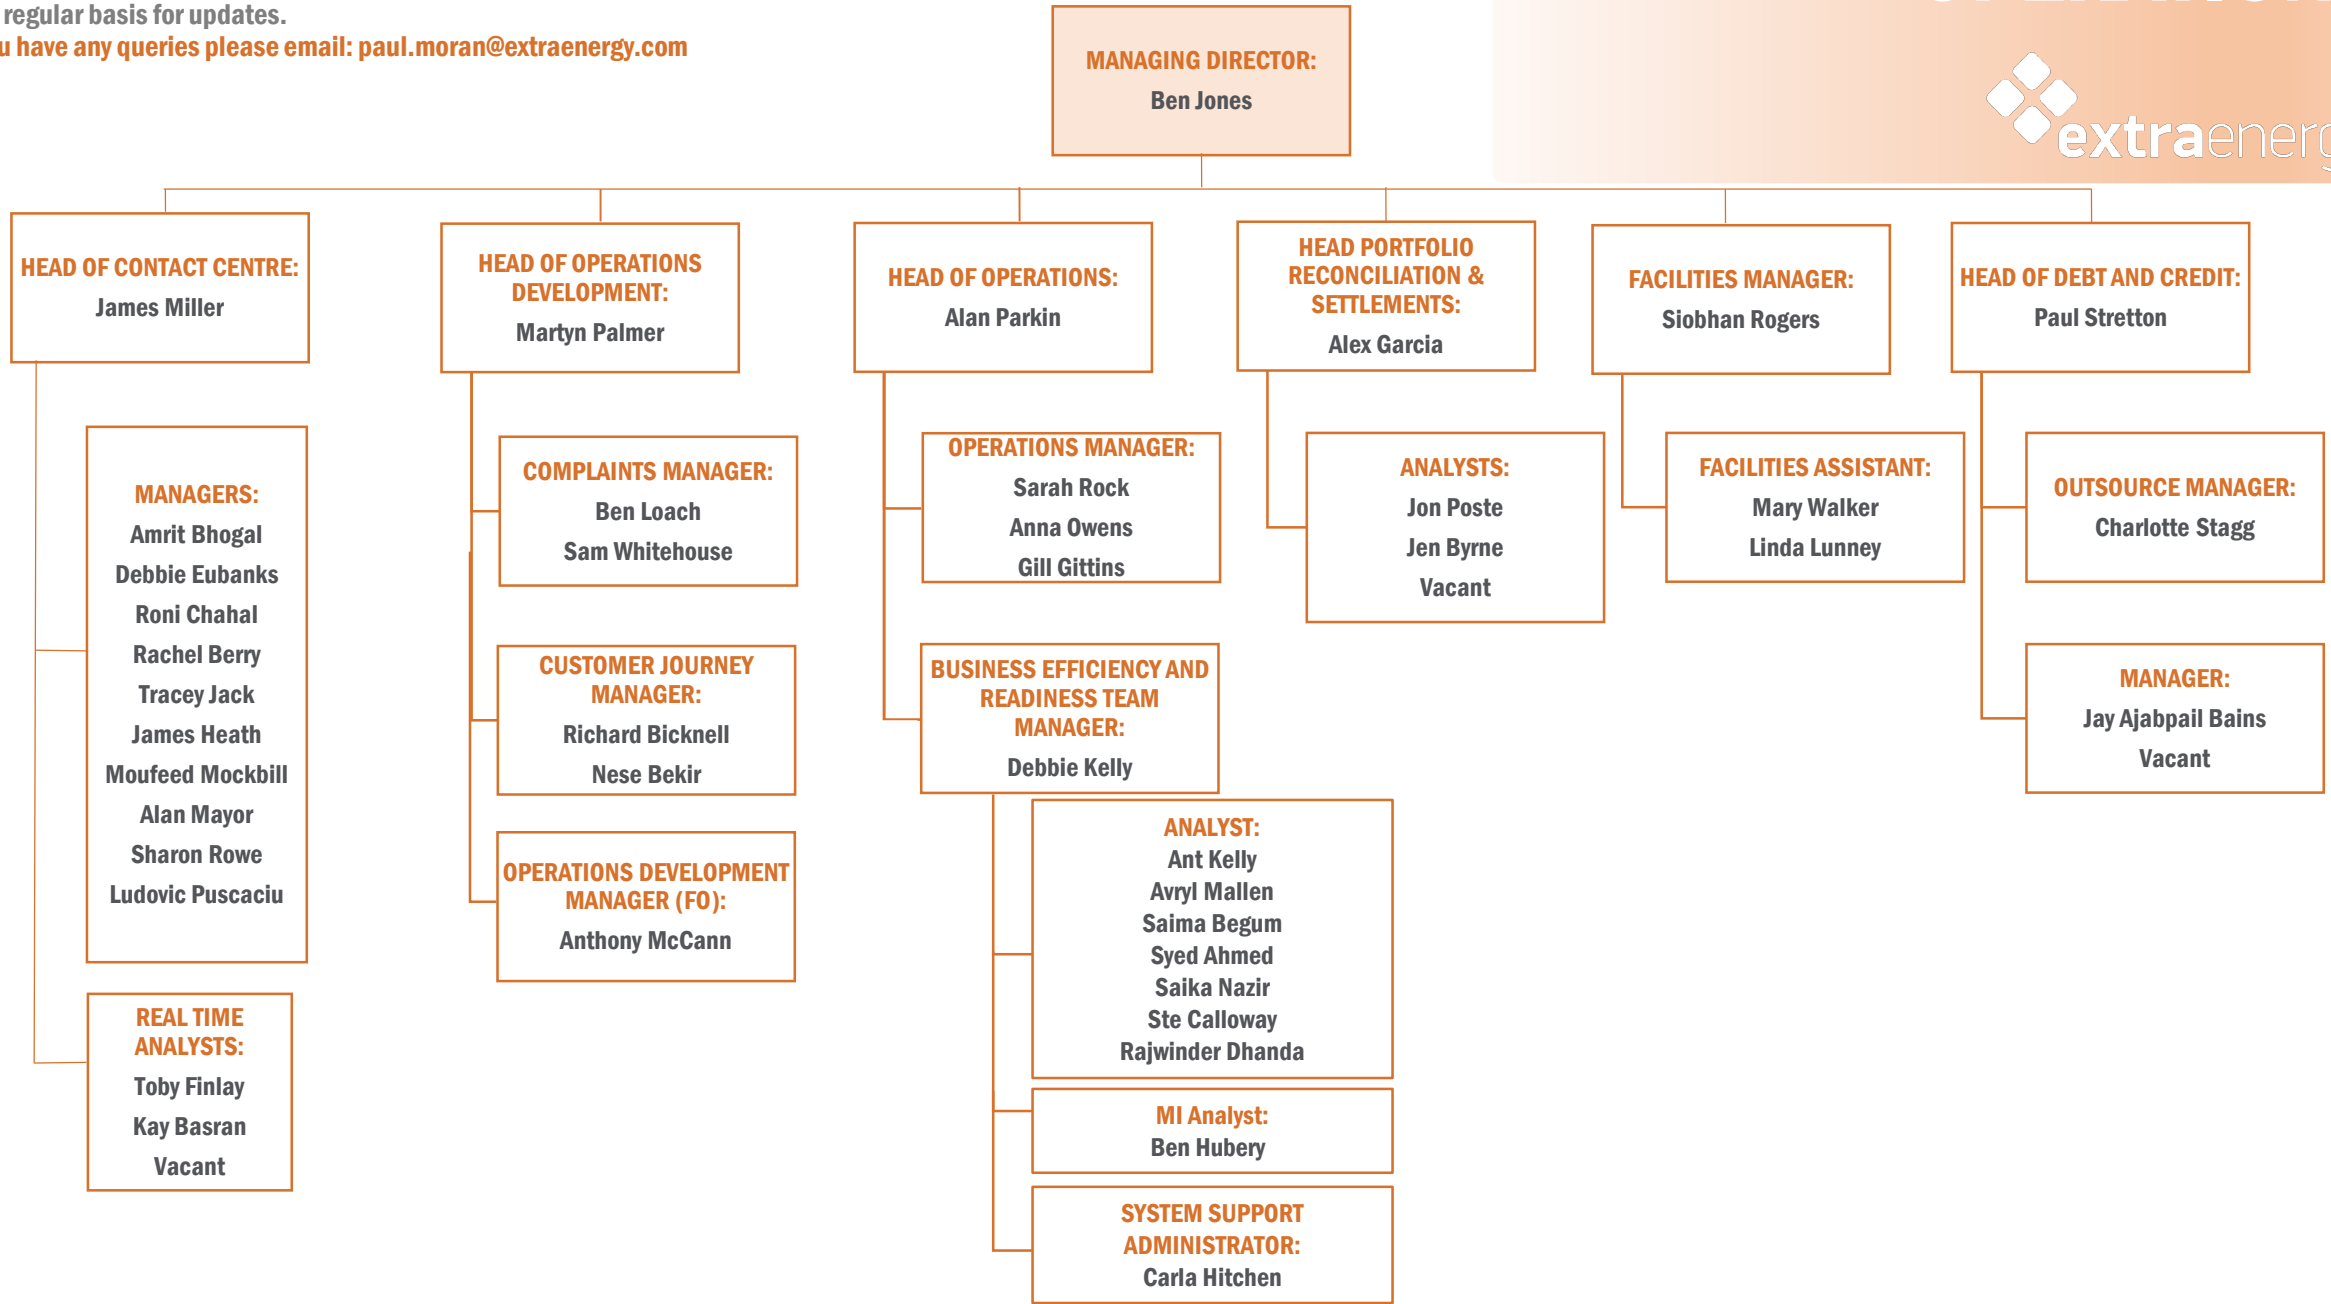 regular basis for updates.
have any queries please email: paul.moran@extraenergy.com
extraenerg
MANAGING DIRECTOR:
Ben Jones
HEAD OF CONTACT CENTRE:
James Miller
MANAGERS:
Amrit Bhogal
Debbie Eubanks
Roni Chahal
Rachel Berry
Tracey Jack
James Heath
Moufeed Mockbill
Alan Mayor
Sharon Rowe
Ludovic Puscaciu
REAL TIME
ANALYSTS:
Toby Finlay
Kay Basran
Vacant
HEAD OF OPERATIONS
DEVELOPMENT:
Martyn Palmer
COMPLAINTS MANAGER:
Ben Loach
Sam Whitehouse
CUSTOMER JOURNEY
MANAGER:
Richard Bicknell
Nese Bekir
OPERATIONS DEVELOPMENT
MANAGER (FO):
Anthony McCann
HEAD OF OPERATIONS:
Alan Parkin
OPERATIONS MANAGER:
Sarah Rock
Anna Owens
Gill Gittins
BUSINESS EFFICIENCY AND
READINESS TEAM
MANAGER:
Debbie Kelly
ANALYST:
Ant Kelly
Avryl Mallen
Saima Begum
Syed Ahmed
Saika Nazir
Ste Calloway
Rajwinder Dhanda
MI Analyst:
Ben Hubery
SYSTEM SUPPORT
ADMINISTRATOR:
Carla Hitchen
HEAD PORTFOLIO
RECONCILIATION &
SETTLEMENTS:
Alex Garcia
ANALYSTS:
Jon Poste
Jen Byrne
Vacant
FACILITIES MANAGER:
Siobhan Rogers
FACILITIES ASSISTANT:
Mary Walker
Linda Lunney
HEAD OF DEBT AND CREDIT:
Paul Stretton
OUTSOURCE MANAGER:
Charlotte Stagg
MANAGER:
Jay Ajabpail Bains
Vacant